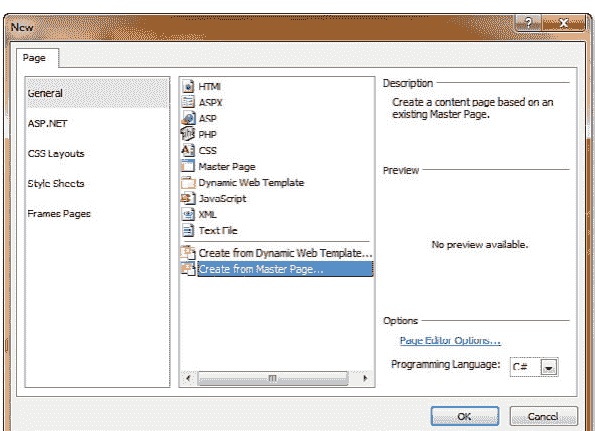 New
Page
General
ASP.NET
CSS Layouts
Style Sheets
Frames Pages
HTML
ASPX
ASP
PHP
CSS
Master Page
Dynamic Web Template
JavaScript
XML
Text File
Create from Dynamic Web Template...
Create from Master Page...
Description
Create a content page based on an
existing Master Page.
Preview
No preview available.
Options
Page Editor Options...
Programming Language: C#
OK Cancel